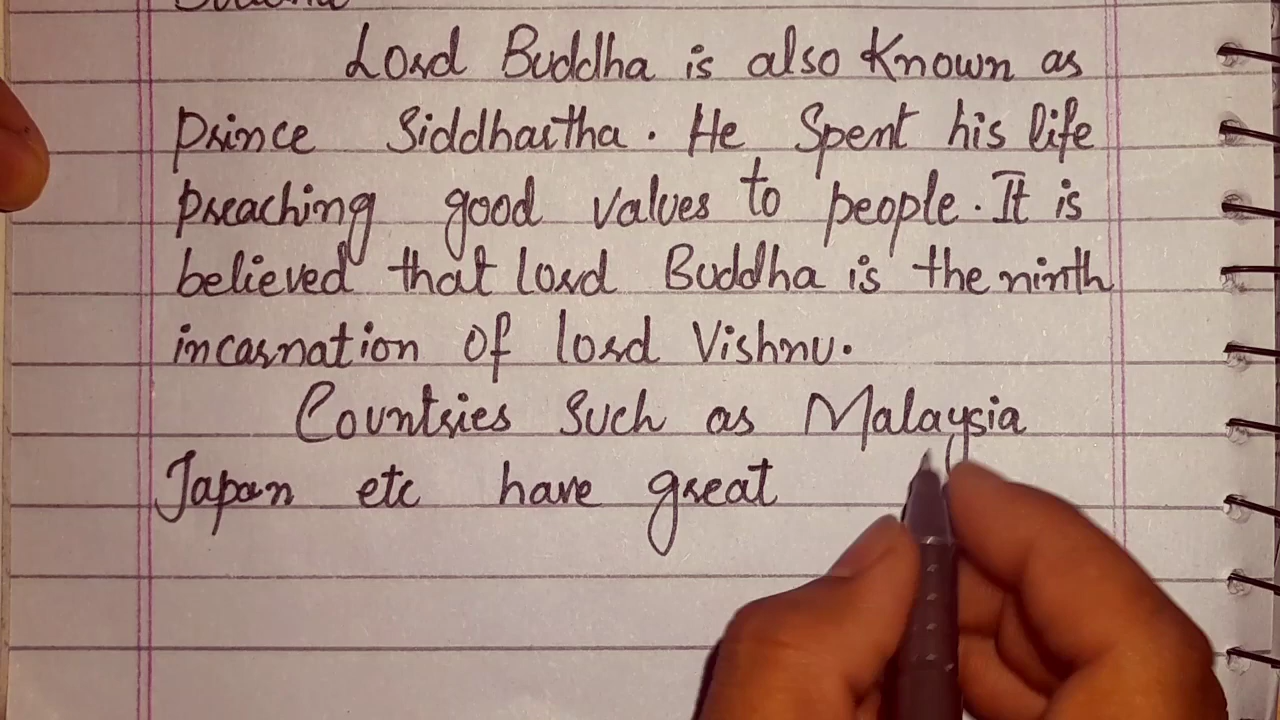 Lord Buddha is also Known as
Prince Siddhartha. He Spent his life
preaching good values to people. It is
believed that lord Buddha is the ninth
incarnation of lord Vishnu.
Countries Such as Malaysia
Japan etc have great